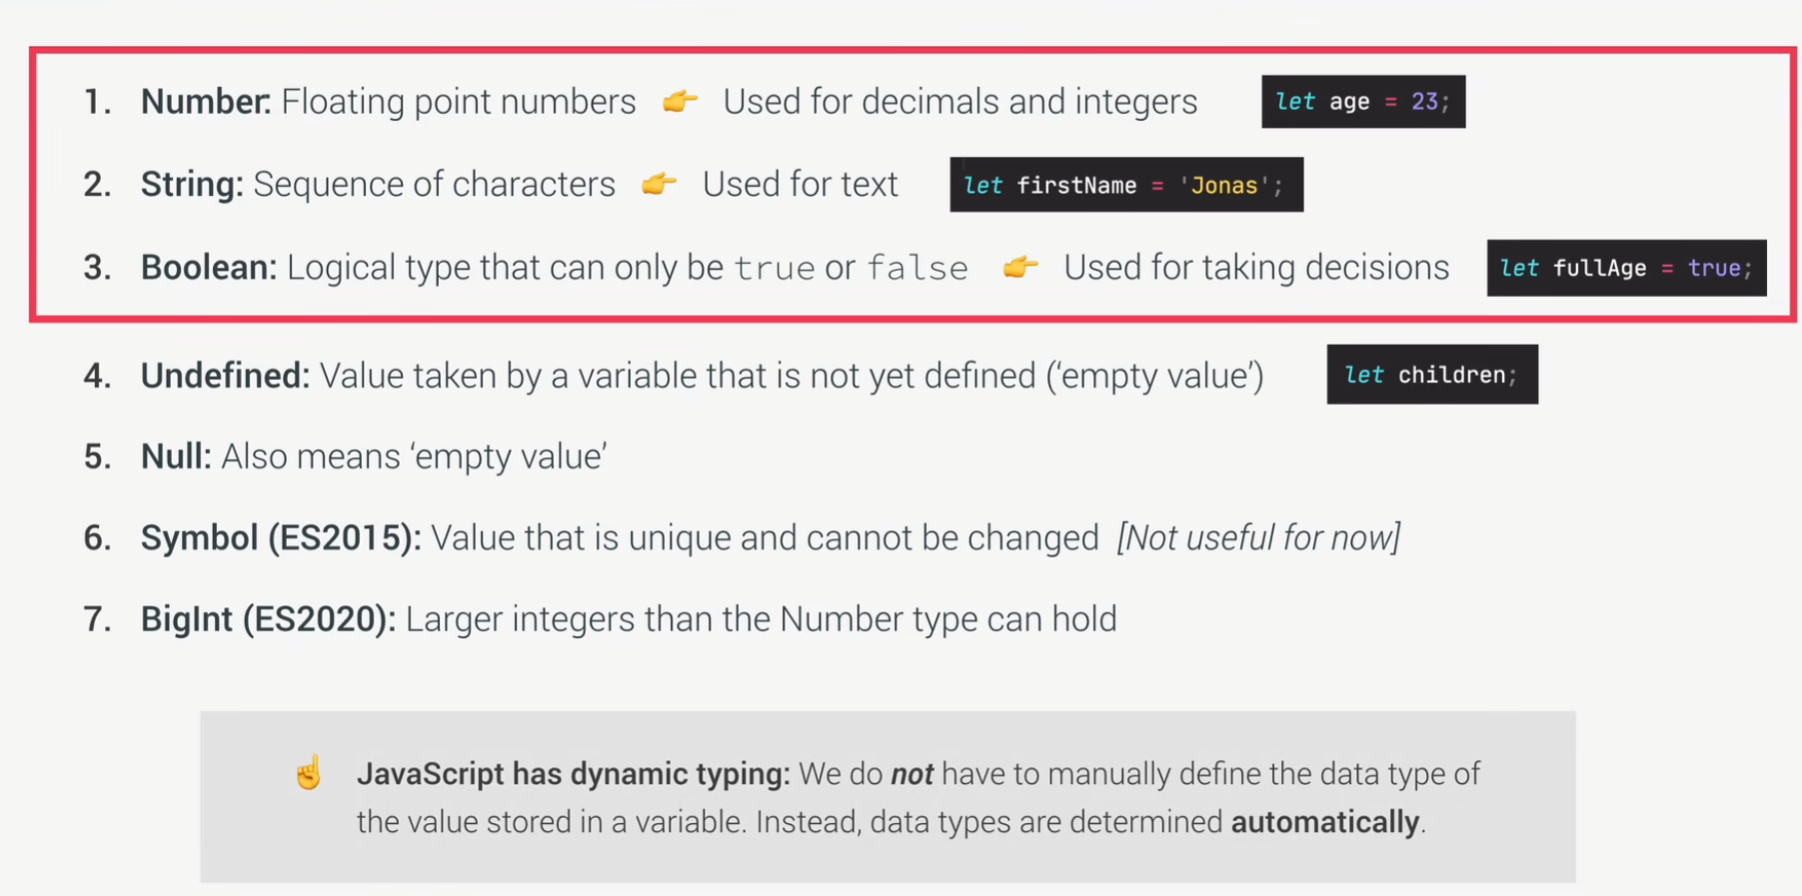 1. Number: Floating point numbers 👉 Used for decimals and integers let age = 23;
2. String: Sequence of characters 👉 Used for text let firstName = 'Jonas';
3. Boolean: Logical type that can only be true or false 👉 Used for taking decisions let fullAge = true;
4. Undefined: Value taken by a variable that is not yet defined (‘empty value’) let children;
5. Null: Also means ‘empty value’
6. Symbol (ES2015): Value that is unique and cannot be changed [Not useful for now]
7. BigInt (ES2020): Larger integers than the Number type can hold
☝ JavaScript has dynamic typing: We do not have to manually define the data type of
the value stored in a variable. Instead, data types are determined automatically.